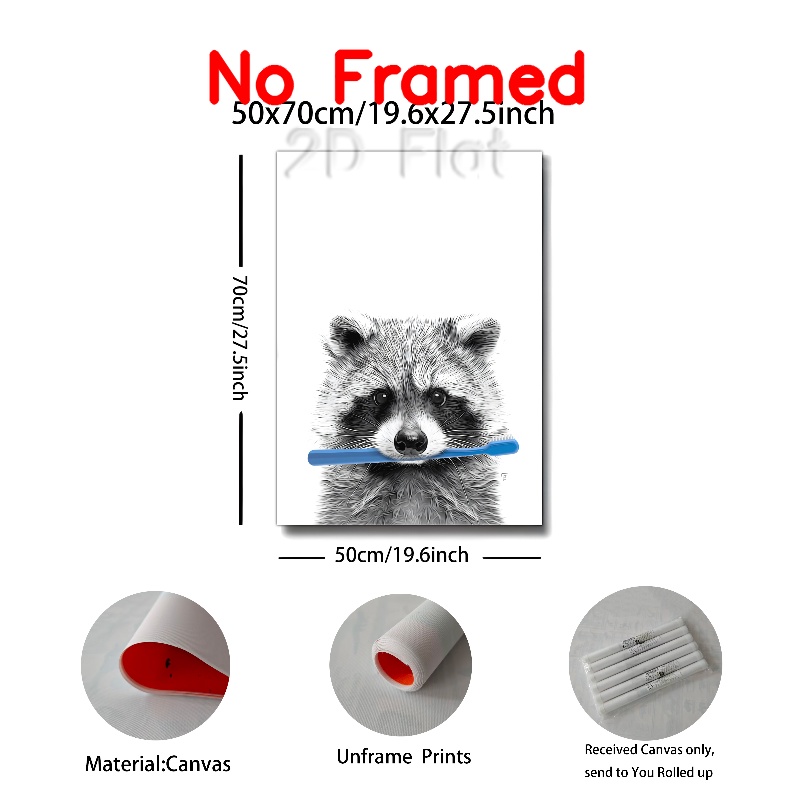 No Framed
50x70cm/19.6x27.5inch
2D Flat
70cm/27.5inch
50cm/19.6inch
Material:Canvas
Unframe Prints
Received Canvas only,
send to You Rolled up